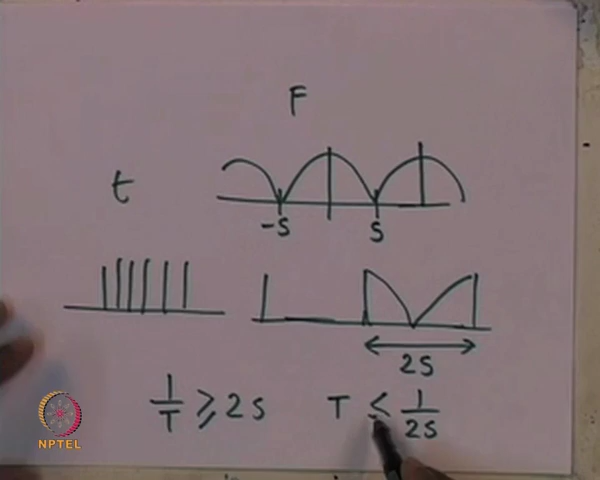 F
t
-S S
2S
1/T ≥ 2S T ≤ 1/2S
NPTEL